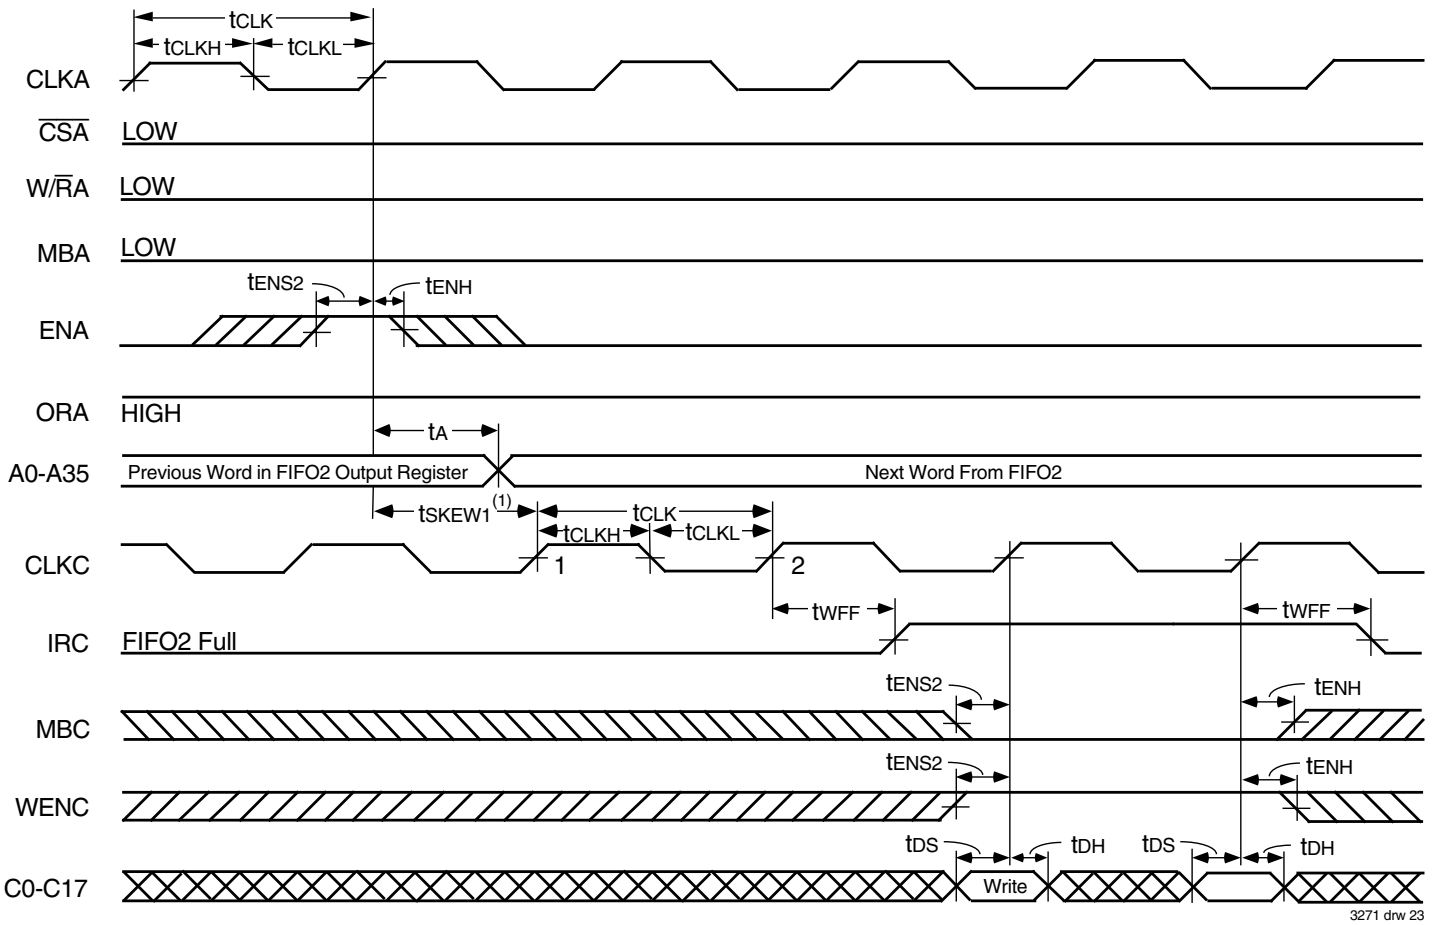 tCLK
tCLKH tCLKL
CLKA
CSA LOW
W/RA LOW
MBA LOW
tENS2 tENH
ENA
ORA HIGH
tA
A0-A35 Previous Word in FIFO2 Output Register Next Word From FIFO2
tSKEW1 (1) tCLK
tCLKH tCLKL
CLKC 1 2
tWFF tWFF
IRC FIFO2 Full
tENS2 tENH
MBC
tENS2 tENH
WENC
tDS tDH tDS tDH
C0-C17 Write
3271 drw 23